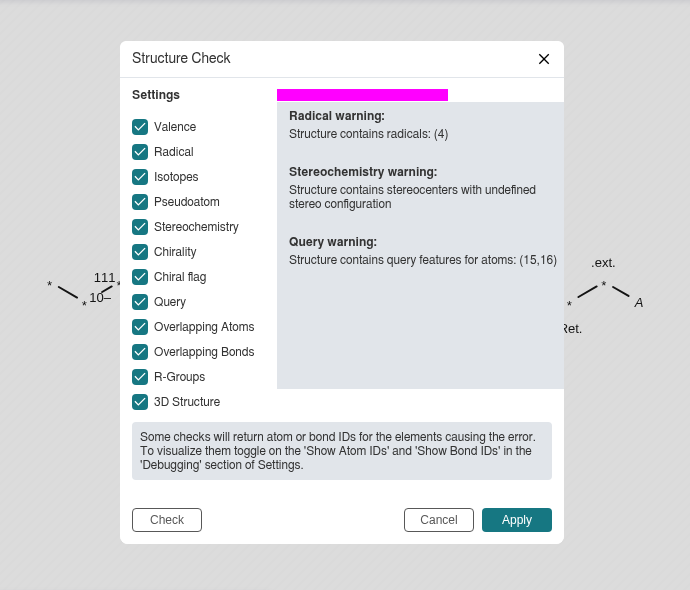 Structure Check
Settings
Valence
Radical
Isotopes
Pseudoatom
Stereochemistry
Chirality
Chiral flag
Query
Overlapping Atoms
Overlapping Bonds
R-Groups
3D Structure
Radical warning:
Structure contains radicals: (4)
Stereochemistry warning:
Structure contains stereocenters with undefined
stereo configuration
Query warning:
Structure contains query features for atoms: (15,16)
Some checks will return atom or bond IDs for the elements causing the error.
To visualize them toggle on the 'Show Atom IDs' and 'Show Bond IDs' in the
'Debugging' section of Settings.
Check
Cancel
Apply
111
*
*
10–
*
.ext.
*
*
A
Ret.